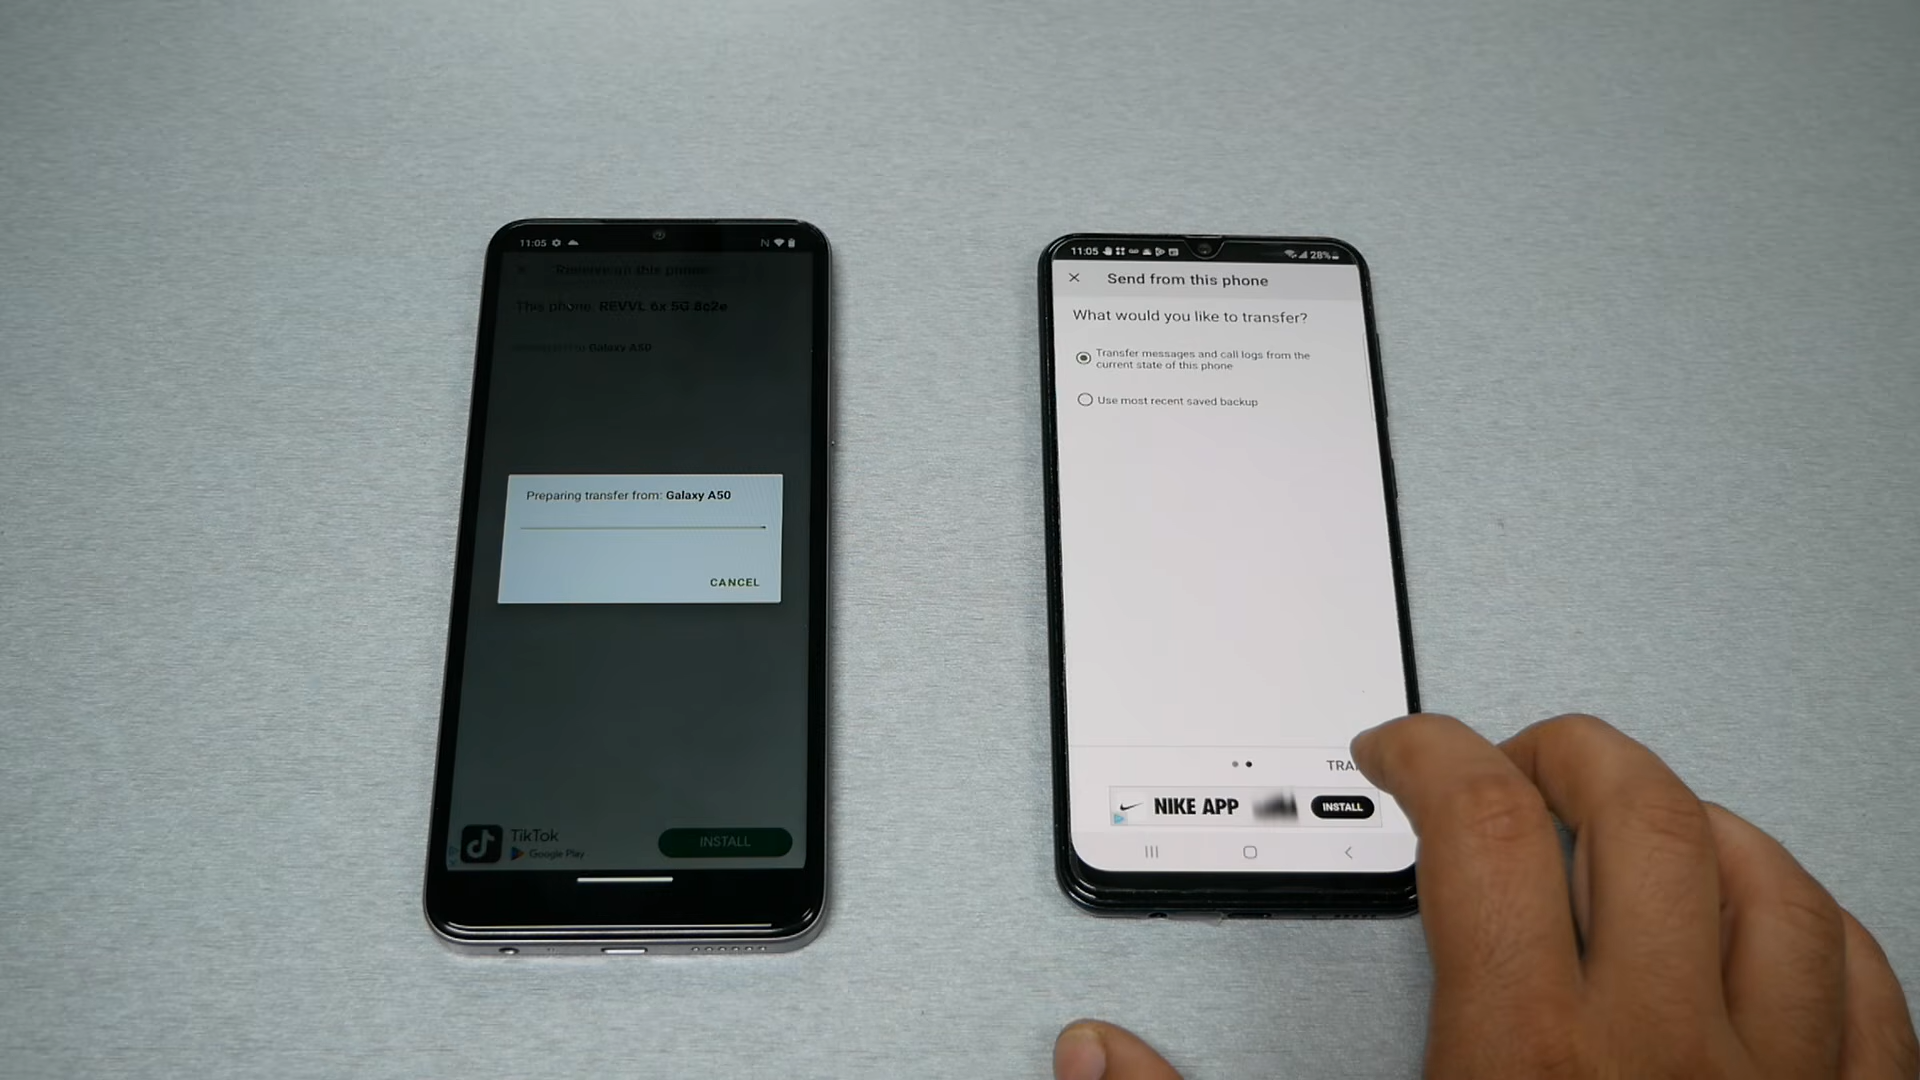 11:05
This phone: REVVL 6x 5G 8c2e
Galaxy A50
Preparing transfer from: Galaxy A50
CANCEL
TikTok
Google Play
INSTALL
11:05
28%
Send from this phone
What would you like to transfer?
Transfer messages and call logs from the
current state of this phone
Use most recent saved backup
TRA
NIKE APP
INSTALL